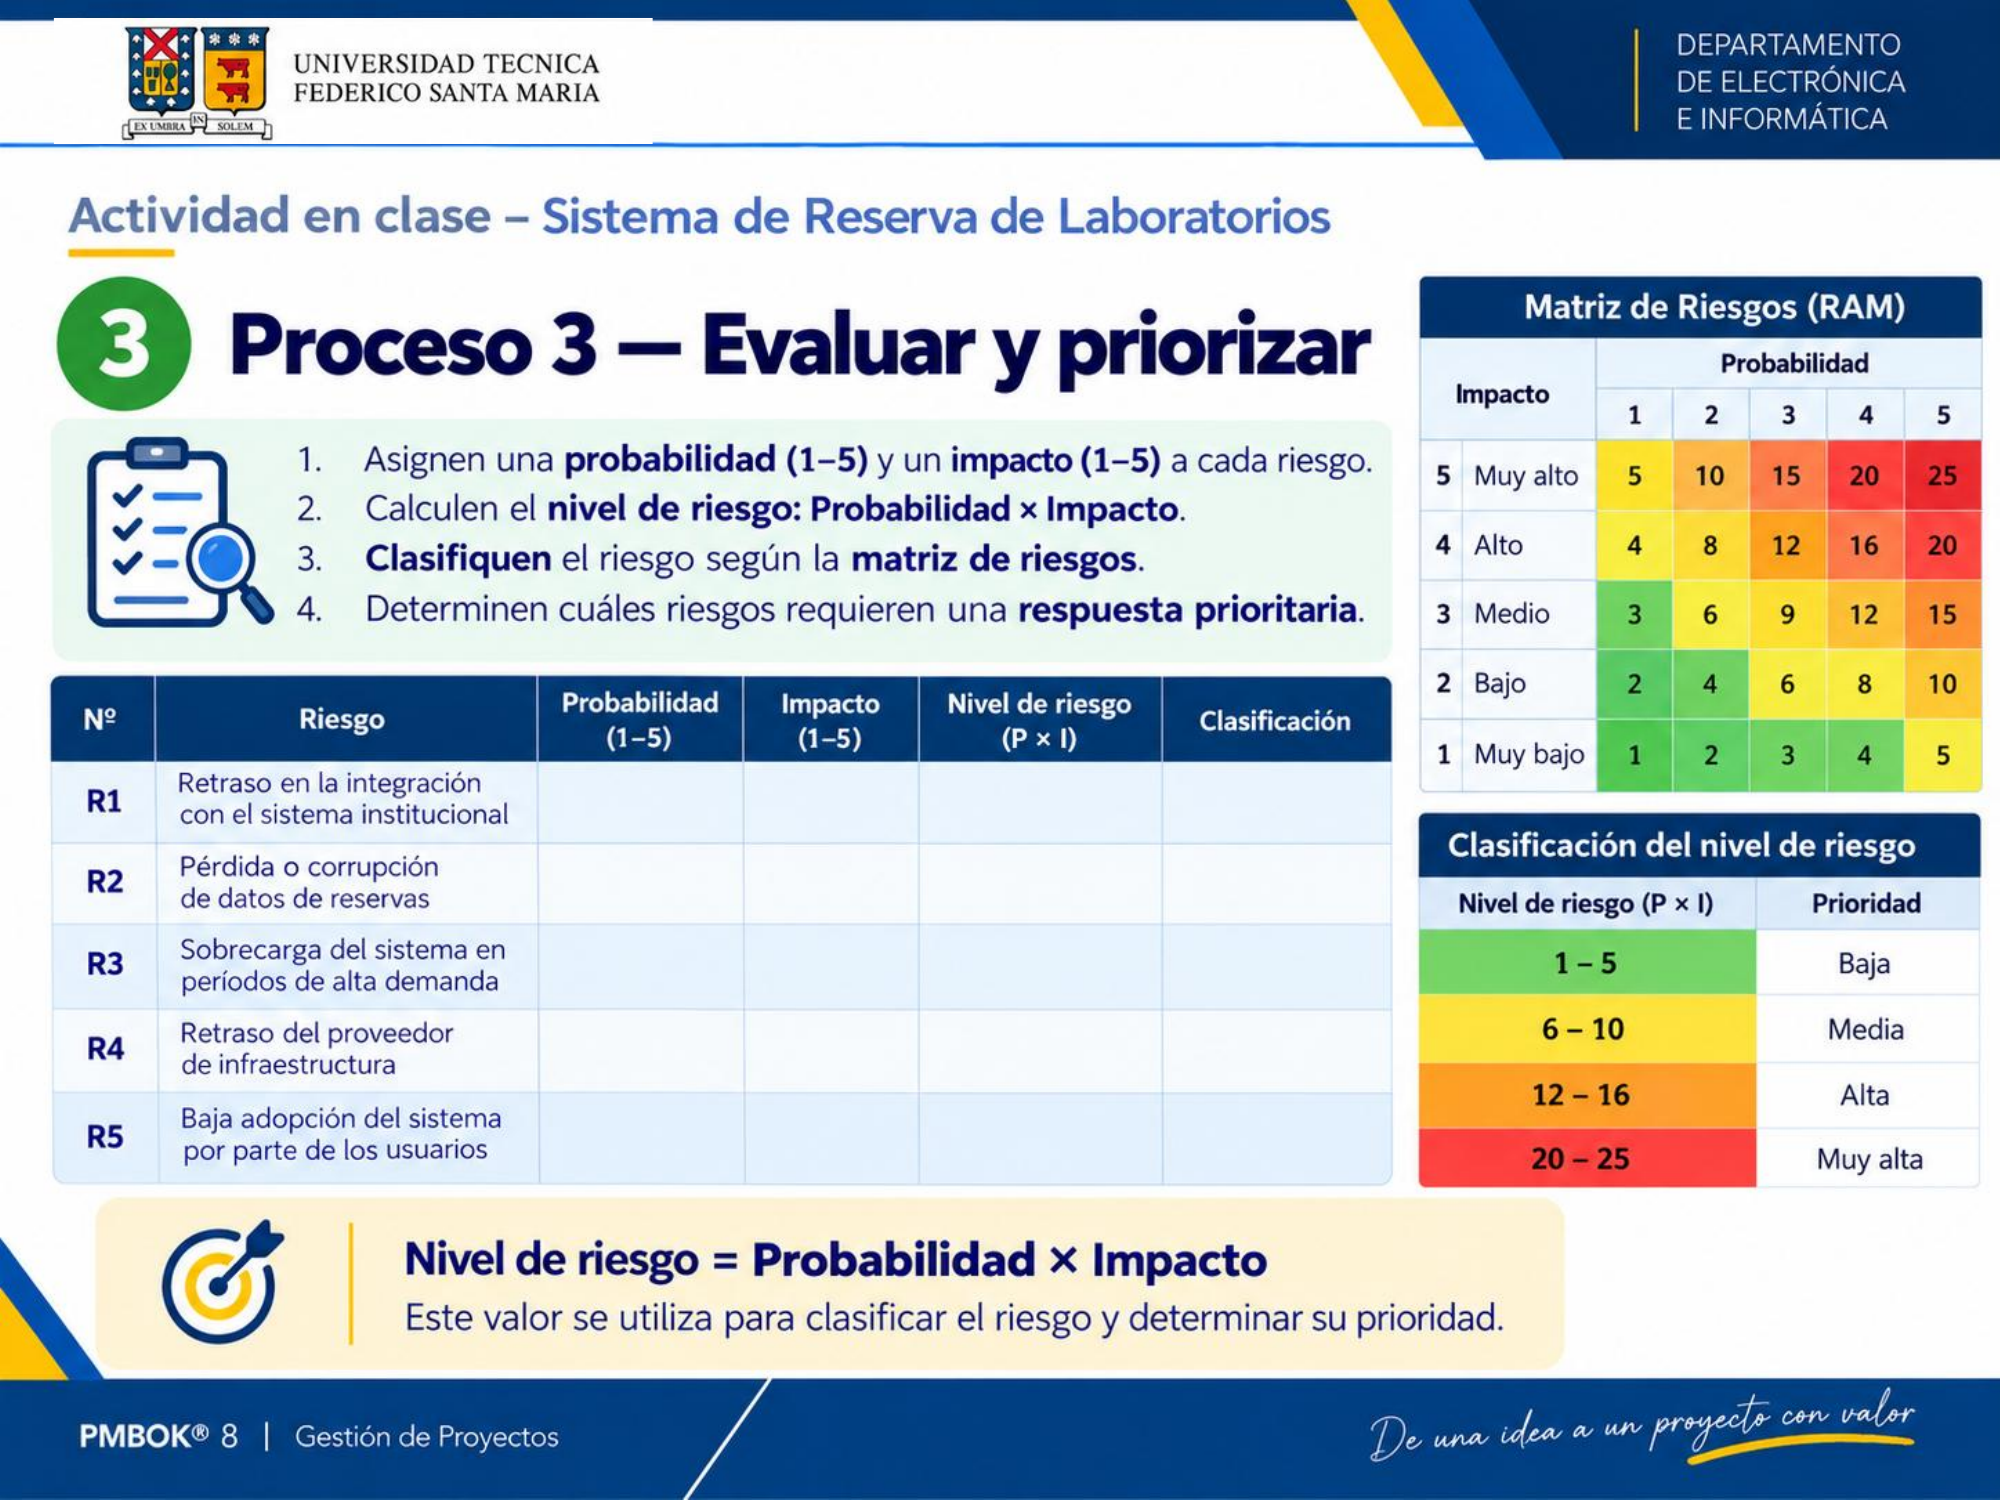 UNIVERSIDAD TECNICA
FEDERICO SANTA MARIA
EX UMBRA IN SOLEM
DEPARTAMENTO
DE ELECTRÓNICA
E INFORMÁTICA
Actividad en clase – Sistema de Reserva de Laboratorios
3 Proceso 3 — Evaluar y priorizar
1. Asignen una probabilidad (1–5) y un impacto (1–5) a cada riesgo.
2. Calculen el nivel de riesgo: Probabilidad × Impacto.
3. Clasifiquen el riesgo según la matriz de riesgos.
4. Determinen cuáles riesgos requieren una respuesta prioritaria.
Nº Riesgo Probabilidad (1–5) Impacto (1–5) Nivel de riesgo (P × I) Clasificación
R1 Retraso en la integración
con el sistema institucional
R2 Pérdida o corrupción
de datos de reservas
R3 Sobrecarga del sistema en
períodos de alta demanda
R4 Retraso del proveedor
de infraestructura
R5 Baja adopción del sistema
por parte de los usuarios
Matriz de Riesgos (RAM)
Impacto Probabilidad
1 2 3 4 5
5 Muy alto 5 10 15 20 25
4 Alto 4 8 12 16 20
3 Medio 3 6 9 12 15
2 Bajo 2 4 6 8 10
1 Muy bajo 1 2 3 4 5
Clasificación del nivel de riesgo
Nivel de riesgo (P × I) Prioridad
1 – 5 Baja
6 – 10 Media
12 – 16 Alta
20 – 25 Muy alta
Nivel de riesgo = Probabilidad × Impacto
Este valor se utiliza para clasificar el riesgo y determinar su prioridad.
PMBOK® 8 | Gestión de Proyectos
De una idea a un proyecto con valor